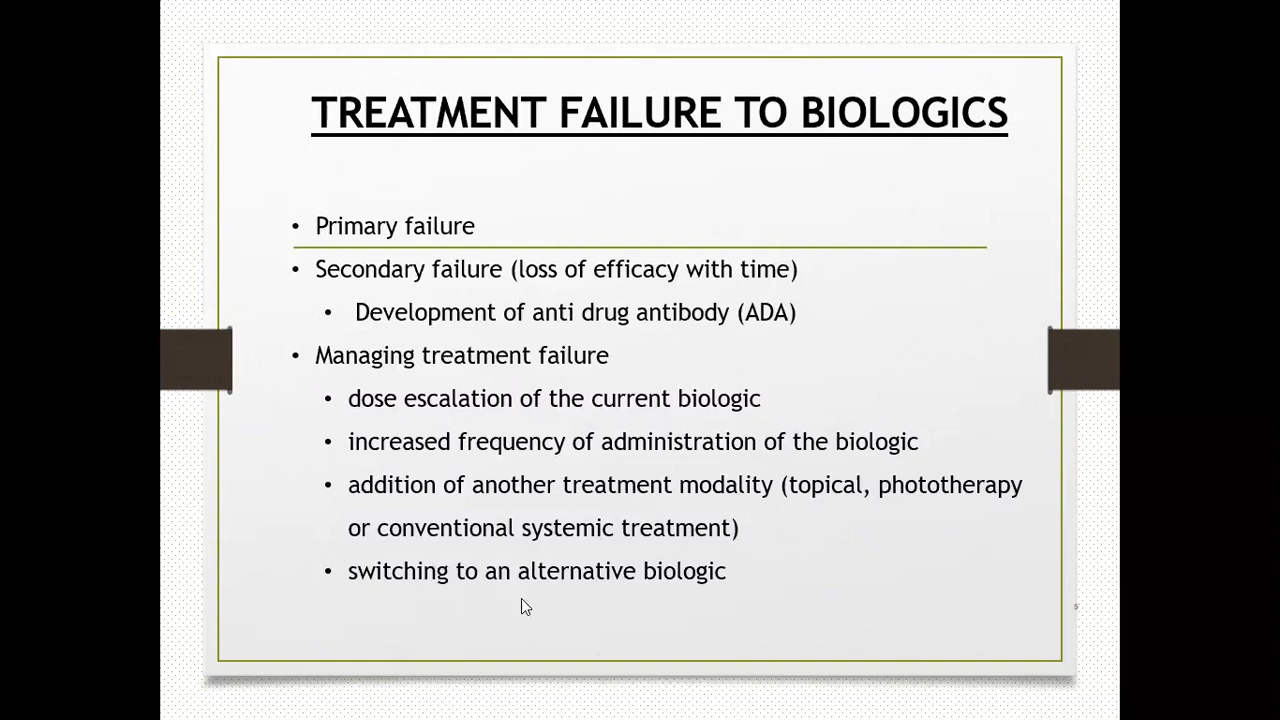 TREATMENT FAILURE TO BIOLOGICS
• Primary failure
• Secondary failure (loss of efficacy with time)
• Development of anti drug antibody (ADA)
• Managing treatment failure
• dose escalation of the current biologic
• increased frequency of administration of the biologic
• addition of another treatment modality (topical, phototherapy
or conventional systemic treatment)
• switching to an alternative biologic
s